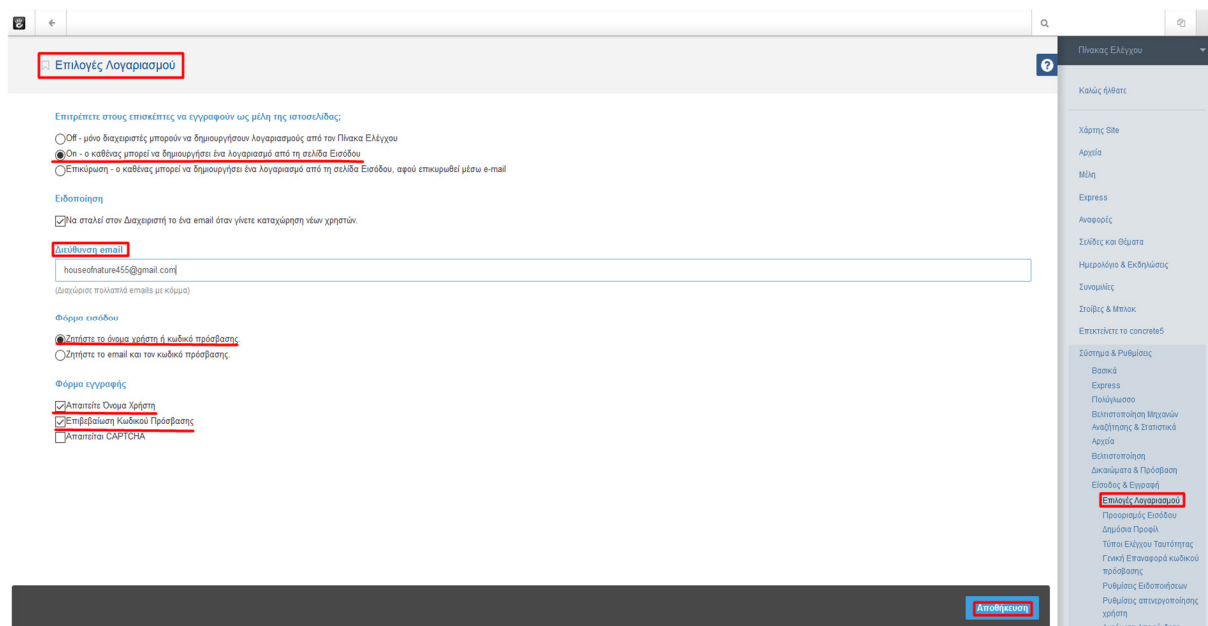 Πίνακας Ελέγχου
Επιλογές Λογαριασμού
?
Επιτρέπετε στους επισκέπτες να εγγραφούν ως μέλη της ιστοσελίδας;
Off - μόνο διαχειριστές μπορούν να δημιουργήσουν λογαριασμούς από τον Πίνακα Ελέγχου
On - ο καθένας μπορεί να δημιουργήσει ένα λογαριασμό από τη σελίδα Εισόδου
Επικύρωση - ο καθένας μπορεί να δημιουργήσει ένα λογαριασμό από τη σελίδα Εισόδου, αφού επικυρωθεί μέσω e-mail
Ειδοποίηση
Να σταλεί στον Διαχειριστή το ένα email όταν γίνετε καταχώρηση νέων χρηστών.
Διεύθυνση email
houseofnature455@gmail.com
(Διαχώρισε πολλαπλά emails με κόμμα)
Φόρμα εισόδου
Ζητήστε το όνομα χρήστη ή κωδικό πρόσβασης.
Ζητήστε το email και τον κωδικό πρόσβασης.
Φόρμα εγγραφής
Απαιτείτε Όνομα Χρήστη
Επιβεβαίωση Κωδικού Πρόσβασης
Απαιτείται CAPTCHA
Αποθήκευση
Καλώς ήλθατε
Χάρτης Site
Αρχεία
Μέλη
Express
Αναφορές
Σελίδες και Θέματα
Ημερολόγιο & Εκδηλώσεις
Συνομιλίες
Στοίβες & Μπλοκ
Επεκτείνετε το concrete5
Σύστημα & Ρυθμίσεις
Βασικά
Express
Πολύγλωσσο
Βελτιστοποίηση Μηχανών
Αναζήτησης & Στατιστικά
Αρχεία
Βελτιστοποίηση
Δικαιώματα & Πρόσβαση
Είσοδος & Εγγραφή
Επιλογές Λογαριασμού
Προορισμός Εισόδου
Δημόσια Προφίλ
Τύποι Ελέγχου Ταυτότητας
Γενική Επαναφορά κωδικού
πρόσβασης
Ρυθμίσεις Ειδοποιήσεων
Ρυθμίσεις απενεργοποίησης
χρήστη